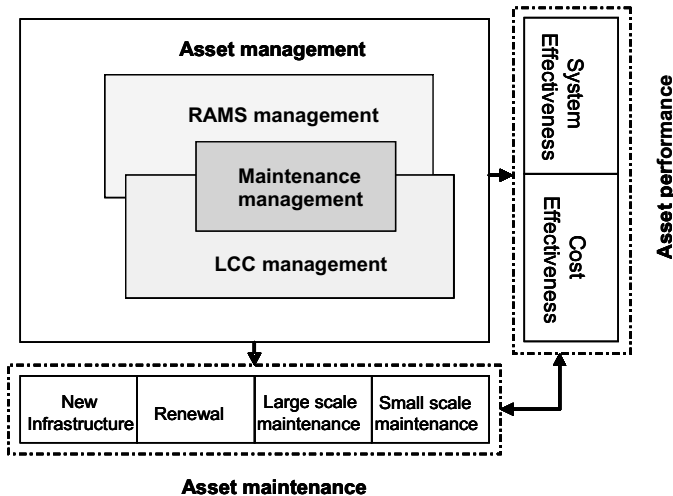 Asset management
RAMS management
Maintenance
management
LCC management
System
Effectiveness
Cost
Effectiveness
Asset performance
New
Infrastructure
Renewal
Large scale
maintenance
Small scale
maintenance
Asset maintenance